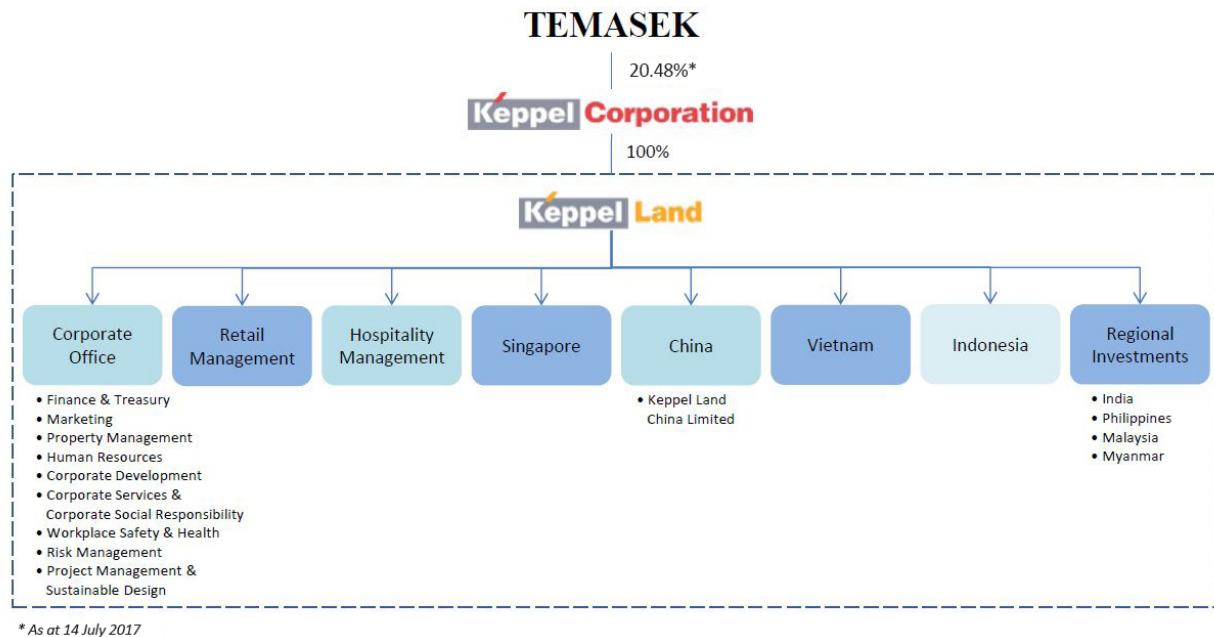 TEMASEK
20.48%*
Keppel Corporation
100%
Keppel Land
Corporate
Office
• Finance & Treasury
• Marketing
• Property Management
• Human Resources
• Corporate Development
• Corporate Services &
Corporate Social Responsibility
• Workplace Safety & Health
• Risk Management
• Project Management &
Sustainable Design
Retail
Management
Hospitality
Management
Singapore
China
• Keppel Land
China Limited
Vietnam
Indonesia
Regional
Investments
• India
• Philippines
• Malaysia
• Myanmar
* As at 14 July 2017